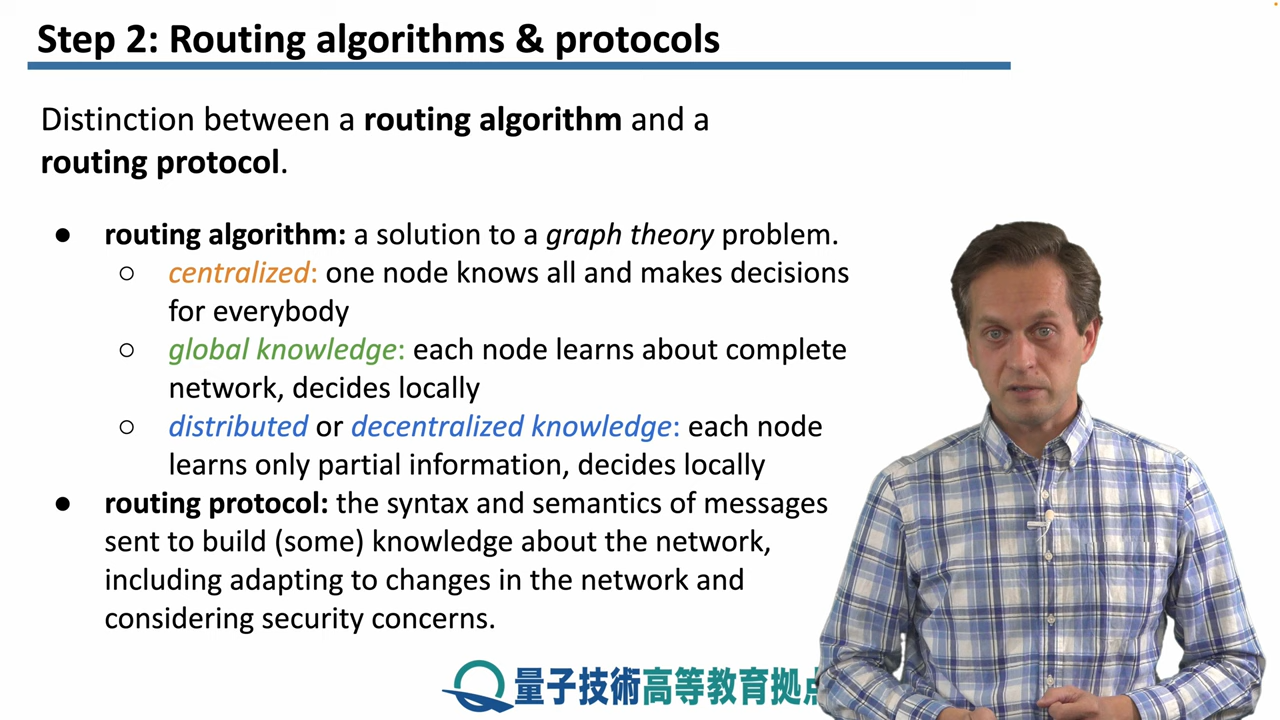 Step 2: Routing algorithms & protocols
Distinction between a routing algorithm and a
routing protocol.
● routing algorithm: a solution to a graph theory problem.
○ centralized: one node knows all and makes decisions
for everybody
○ global knowledge: each node learns about complete
network, decides locally
○ distributed or decentralized knowledge: each node
learns only partial information, decides locally
● routing protocol: the syntax and semantics of messages
sent to build (some) knowledge about the network,
including adapting to changes in the network and
considering security concerns.
量子技術高等教育拠点